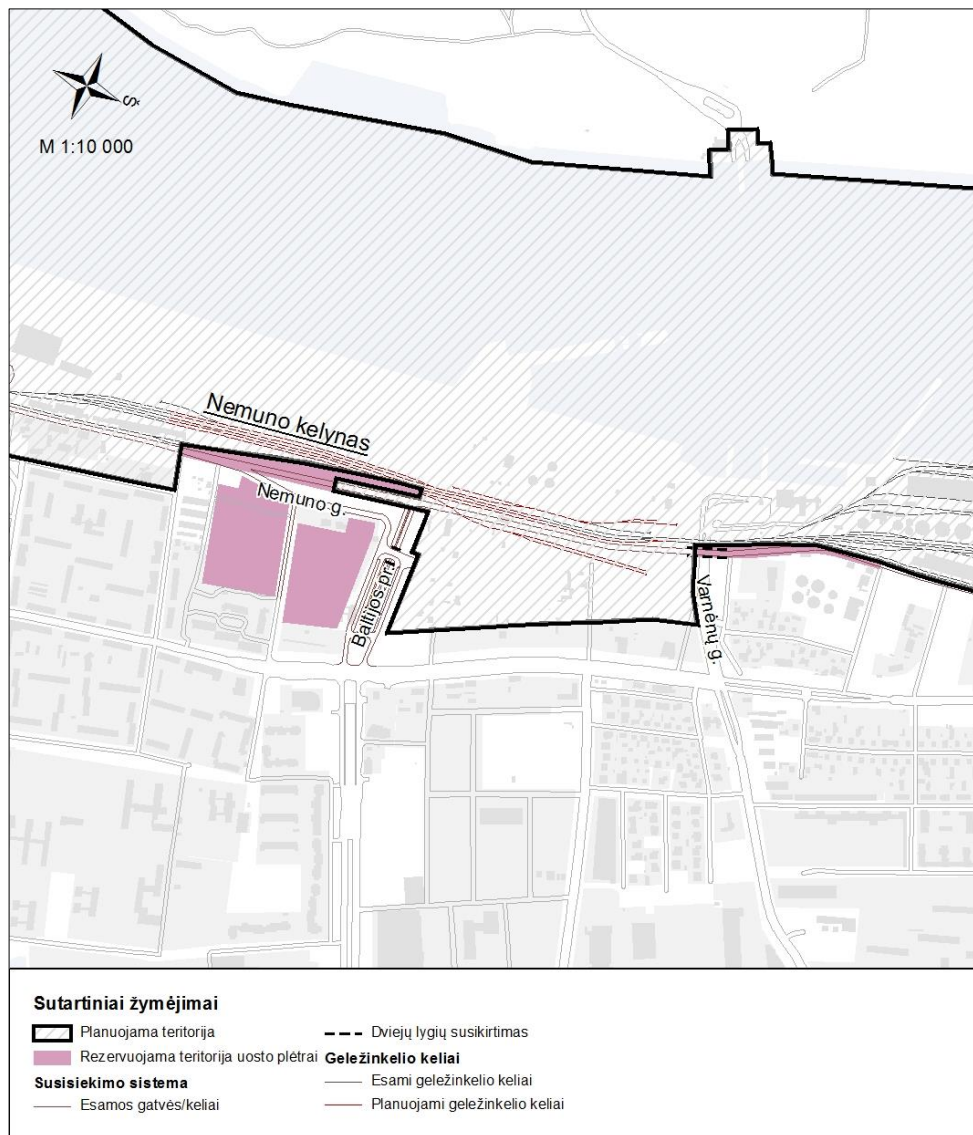 Š
M 1:10 000
Nemuno kelynas
Nemuno g.
Baltijos pr.
Varnėnų g.
Sutartiniai žymėjimai
Planuojama teritorija
Rezervuojama teritorija uosto plėtrai
Susisiekimo sistema
Esamos gatvės/keliai
Dviejų lygių susikirtimas
Geležinkelio keliai
Esami geležinkelio keliai
Planuojami geležinkelio keliai